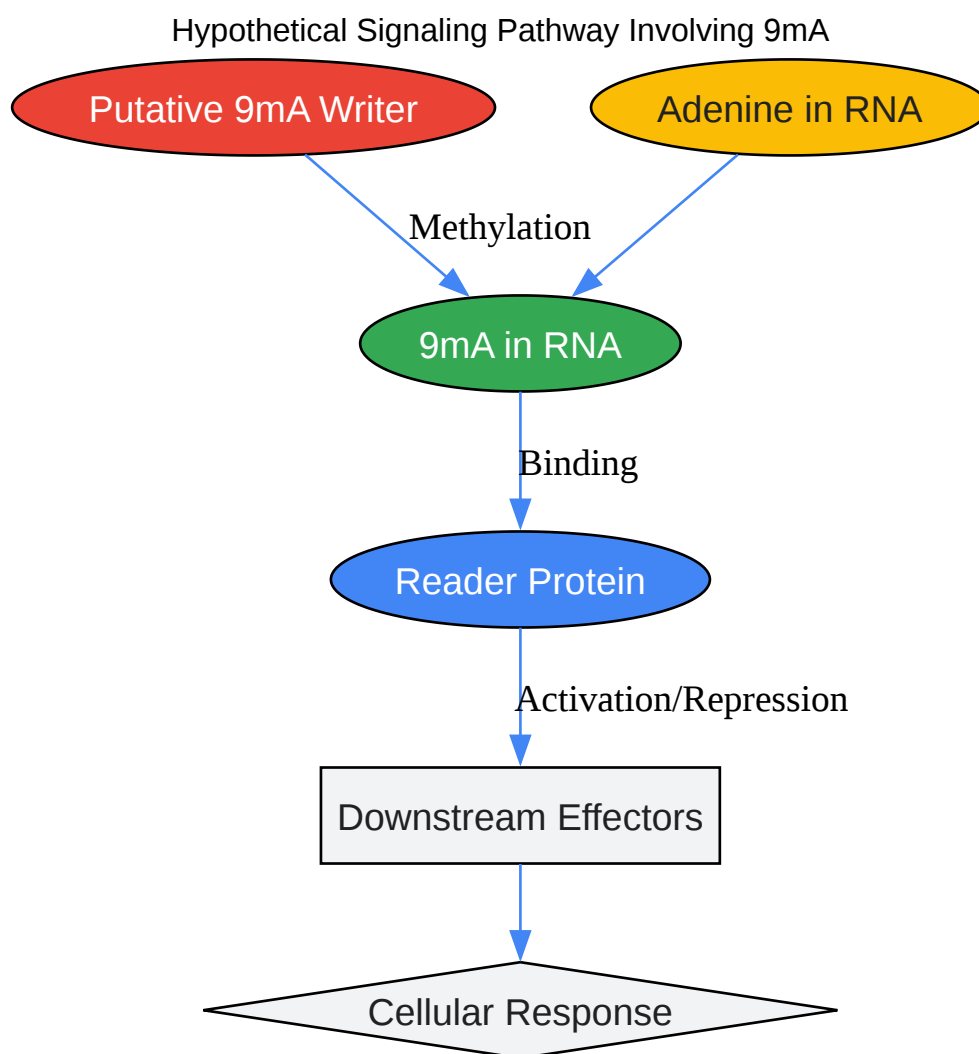 Hypothetical Signaling Pathway Involving 9mA
Putative 9mA Writer
Adenine in RNA
Methylation
9mA in RNA
Binding
Reader Protein
Activation/Repression
Downstream Effectors
Cellular Response